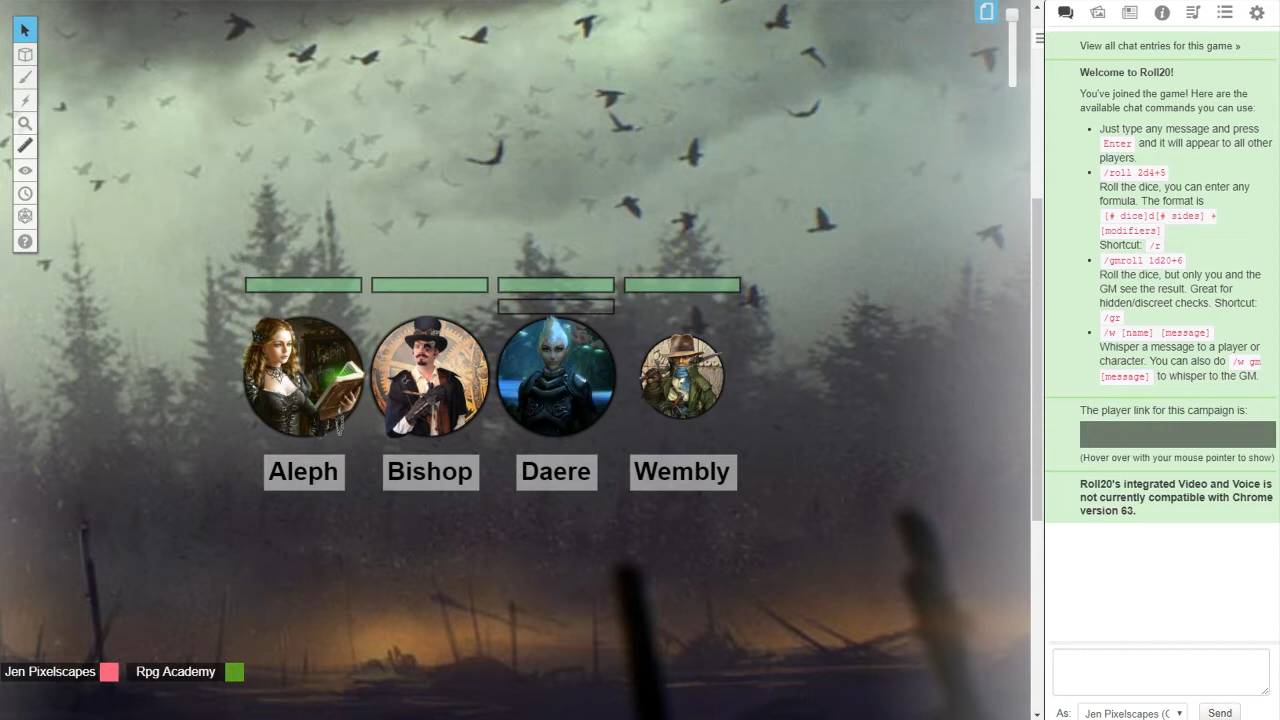 View all chat entries for this game »
Welcome to Roll20!
You've joined the game! Here are the
available chat commands you can use:
Just type any message and press
Enter and it will appear to all other
players.
/roll 2d4+5
Roll the dice, you can enter any
formula. The format is
[# dice]d[# sides] +
[modifiers]
Shortcut: /r
/gmroll 1d20+6
Roll the dice, but only you and the
GM see the result. Great for
hidden/discreet checks. Shortcut:
/gr
/w [name] [message]
Whisper a message to a player or
character. You can also do /w gm
[message] to whisper to the GM.
The player link for this campaign is:
(Hover over with your mouse pointer to show)
Roll20's integrated Video and Voice is
not currently compatible with Chrome
version 63.
Aleph
Bishop
Daere
Wembly
Jen Pixelscapes
Rpg Academy
As: Jen Pixelscapes (
Send